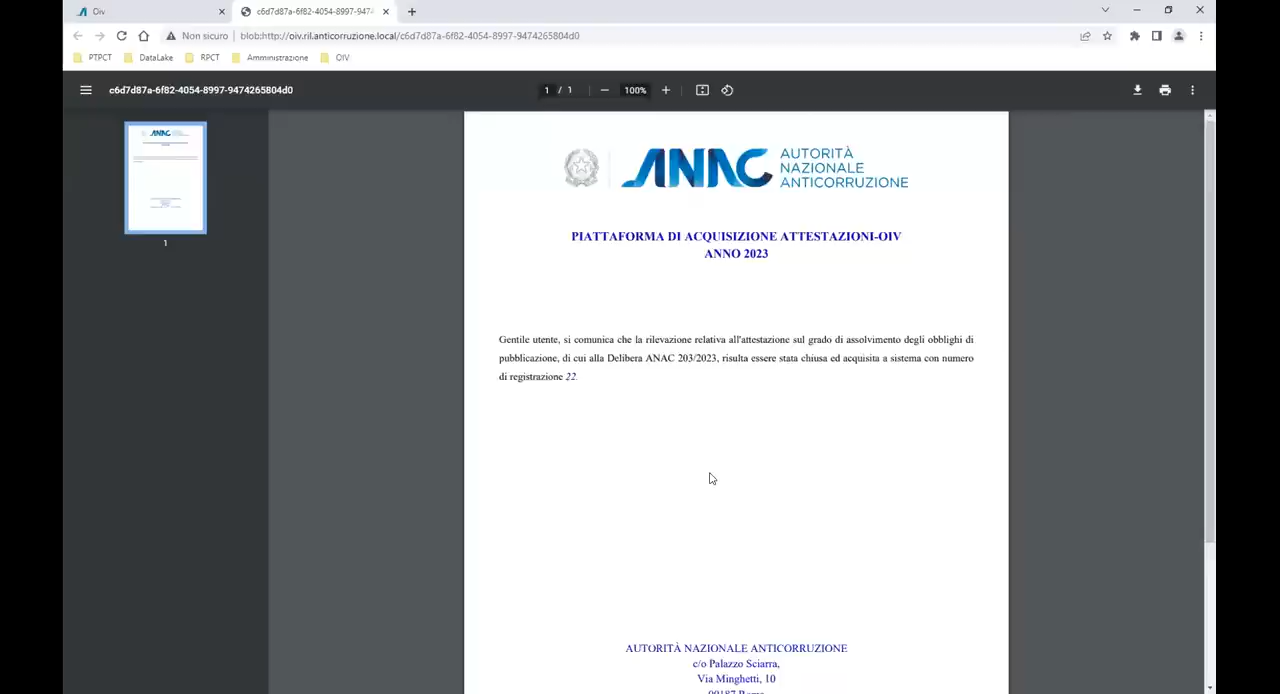 Oiv
c6d7d87a-6f82-4054-8997-947
Non sicuro
blob:http://oiv.ril.anticorruzione.local/c6d7d87a-6f82-4054-8997-9474265804d0
PTPCT
DataLake
RPCT
Amministrazione
OIV
c6d7d87a-6f82-4054-8997-9474265804d0
1 / 1
100%
1
ANAC
AUTORITÀ
NAZIONALE
ANTICORRUZIONE
PIATTAFORMA DI ACQUISIZIONE ATTESTAZIONI-OIV
ANNO 2023
Gentile utente, si comunica che la rilevazione relativa all'attestazione sul grado di assolvimento degli obblighi di
pubblicazione, di cui alla Delibera ANAC 203/2023, risulta essere stata chiusa ed acquisita a sistema con numero
di registrazione 22.
AUTORITÀ NAZIONALE ANTICORRUZIONE
c/o Palazzo Sciarra,
Via Minghetti, 10
00187 Roma